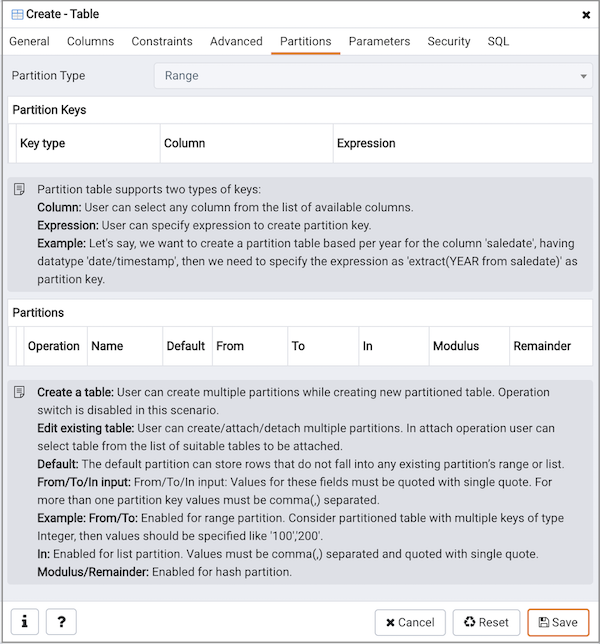 Create - Table
General Columns Constraints Advanced Partitions Parameters Security SQL
Partition Type Range
Partition Keys
Key type Column Expression
Partition table supports two types of keys:
Column: User can select any column from the list of available columns.
Expression: User can specify expression to create partition key.
Example: Let's say, we want to create a partition table based per year for the column 'saledate', having
datatype 'date/timestamp', then we need to specify the expression as 'extract(YEAR from saledate)' as
partition key.
Partitions
Operation Name Default From To In Modulus Remainder
Create a table: User can create multiple partitions while creating new partitioned table. Operation
switch is disabled in this scenario.
Edit existing table: User can create/attach/detach multiple partitions. In attach operation user can
select table from the list of suitable tables to be attached.
Default: The default partition can store rows that do not fall into any existing partition's range or list.
From/To/In input: From/To/In input: Values for these fields must be quoted with single quote. For
more than one partition key values must be comma(,) separated.
Example: From/To: Enabled for range partition. Consider partitioned table with multiple keys of type
Integer, then values should be specified like '100','200'.
In: Enabled for list partition. Values must be comma(,) separated and quoted with single quote.
Modulus/Remainder: Enabled for hash partition.
i ? Cancel Reset Save